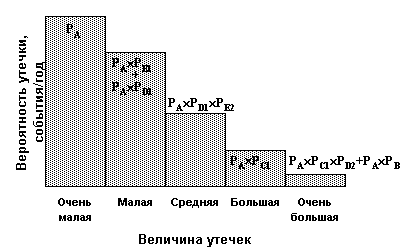 Вероятность утечки,
события/год
P_A
P_A×P_E1
+
P_A×P_D1
P_A×P_D1×P_E2
P_A×P_C1
P_A×P_C1×P_D2+P_A×P_B
Очень
малая
Малая
Средняя
Большая
Очень
большая
Величина утечек